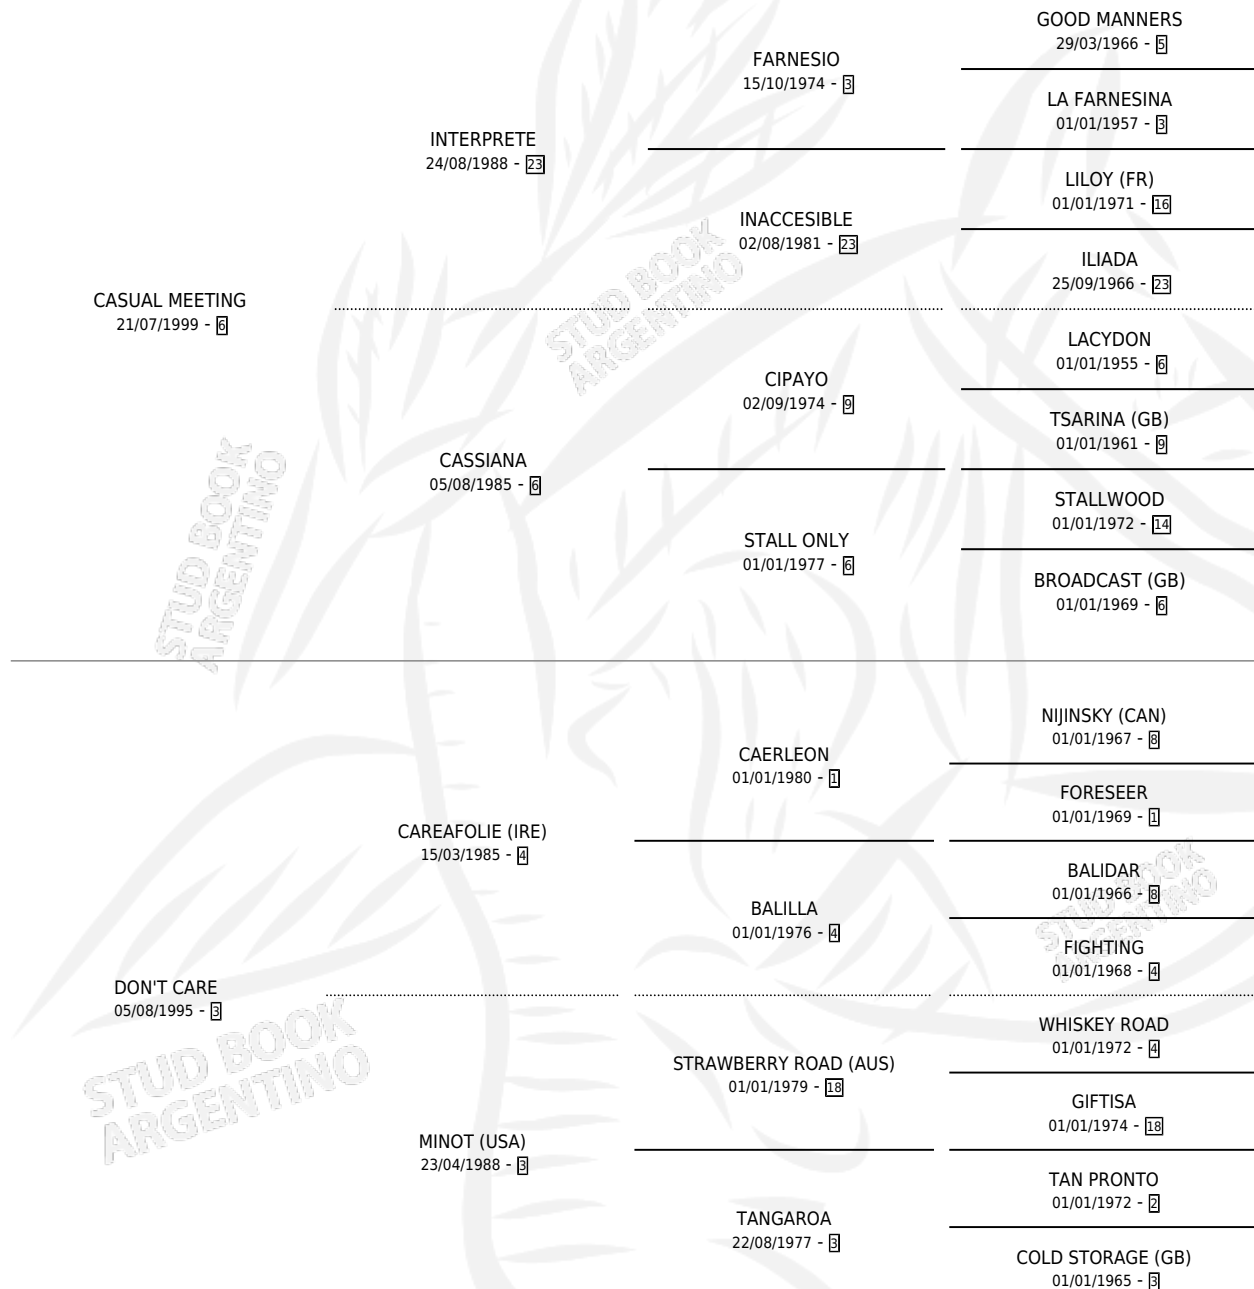 GOOD MANNERS
29/03/1966 - 5
FARNESIO
15/10/1974 - 3
LA FARNESINA
01/01/1957 - 3
INTERPRETE
24/08/1988 - 23
LILOY (FR)
01/01/1971 - 16
INACCESIBLE
02/08/1981 - 23
ILIADA
25/09/1966 - 23
CASUAL MEETING
21/07/1999 - 6
LACYDON
01/01/1955 - 6
CIPAYO
02/09/1974 - 9
TSARINA (GB)
01/01/1961 - 9
CASSIANA
05/08/1985 - 6
STALLWOOD
01/01/1972 - 14
STALL ONLY
01/01/1977 - 6
BROADCAST (GB)
01/01/1969 - 6
NIJINSKY (CAN)
01/01/1967 - 8
CAERLEON
01/01/1980 - 1
FORESEER
01/01/1969 - 1
CAREAFOLIE (IRE)
15/03/1985 - 4
BALIDAR
01/01/1966 - 8
BALILLA
01/01/1976 - 4
FIGHTING
01/01/1968 - 4
DON'T CARE
05/08/1995 - 3
WHISKEY ROAD
01/01/1972 - 4
STRAWBERRY ROAD (AUS)
01/01/1979 - 18
GIFTISA
01/01/1974 - 18
MINOT (USA)
23/04/1988 - 3
TAN PRONTO
01/01/1972 - 2
TANGAROA
22/08/1977 - 3
COLD STORAGE (GB)
01/01/1965 - 3
STUD BOOK
ARGENTINO
STUD BOOK
ARGENTINO
STUD BOOK
ARGENTINO
STUD BOOK
ARGENTINO